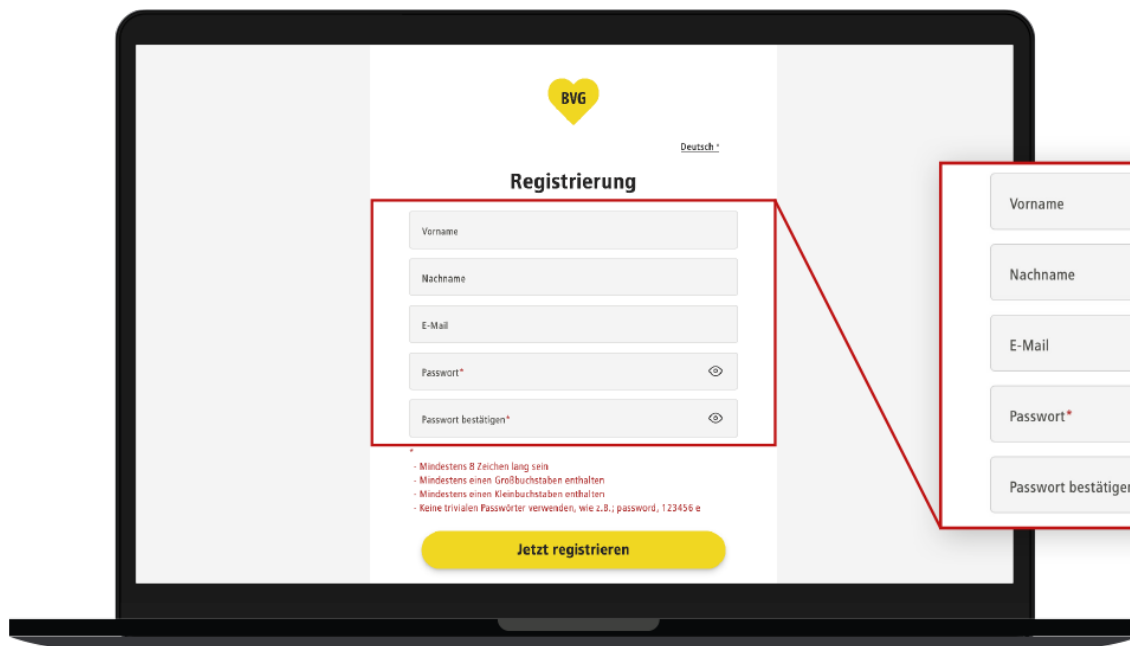 BVG
Deutsch
Registrierung
Vorname
Nachname
E-Mail
Passwort*
Passwort bestätigen*
*
- Mindestens 8 Zeichen lang sein
- Mindestens einen Großbuchstaben enthalten
- Mindestens einen Kleinbuchstaben enthalten
- Keine trivialen Passwörter verwenden, wie z.B.; password, 123456 e
Jetzt registrieren
Vorname
Nachname
E-Mail
Passwort*
Passwort bestätigen